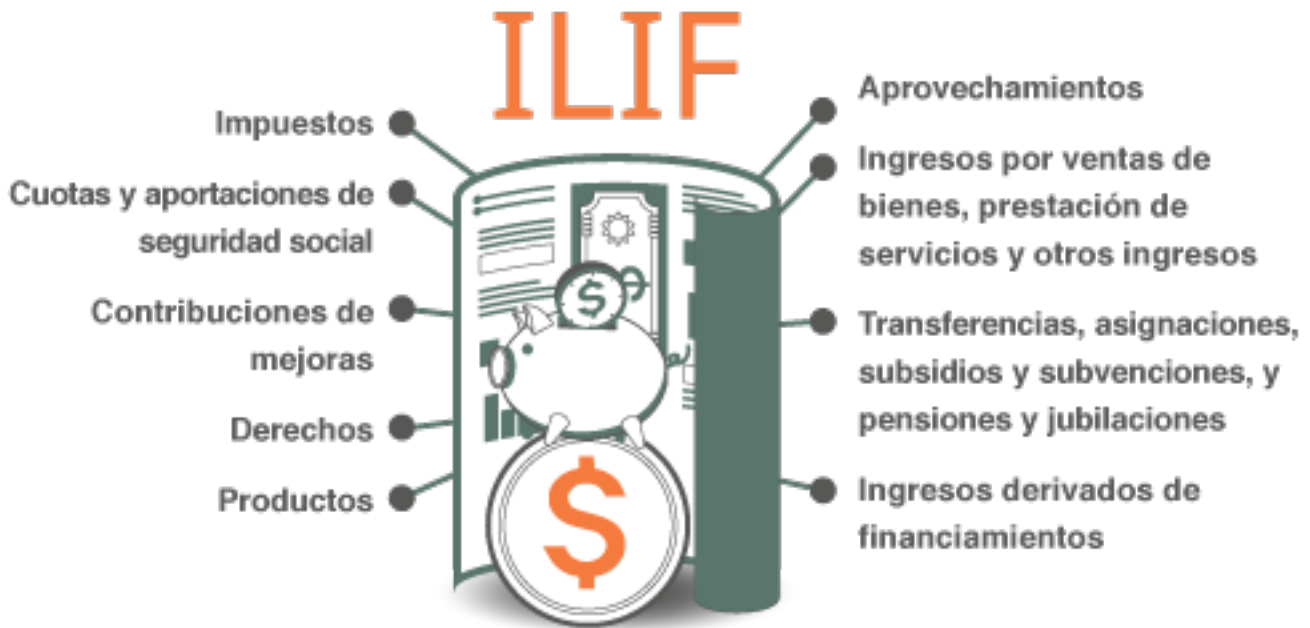 ILIF
Impuestos
Cuotas y aportaciones de
seguridad social
Contribuciones de
mejoras
Derechos
Productos
Aprovechamientos
Ingresos por ventas de
bienes, prestación de
servicios y otros ingresos
Transferencias, asignaciones,
subsidios y subvenciones, y
pensiones y jubilaciones
Ingresos derivados de
financiamientos
$
$